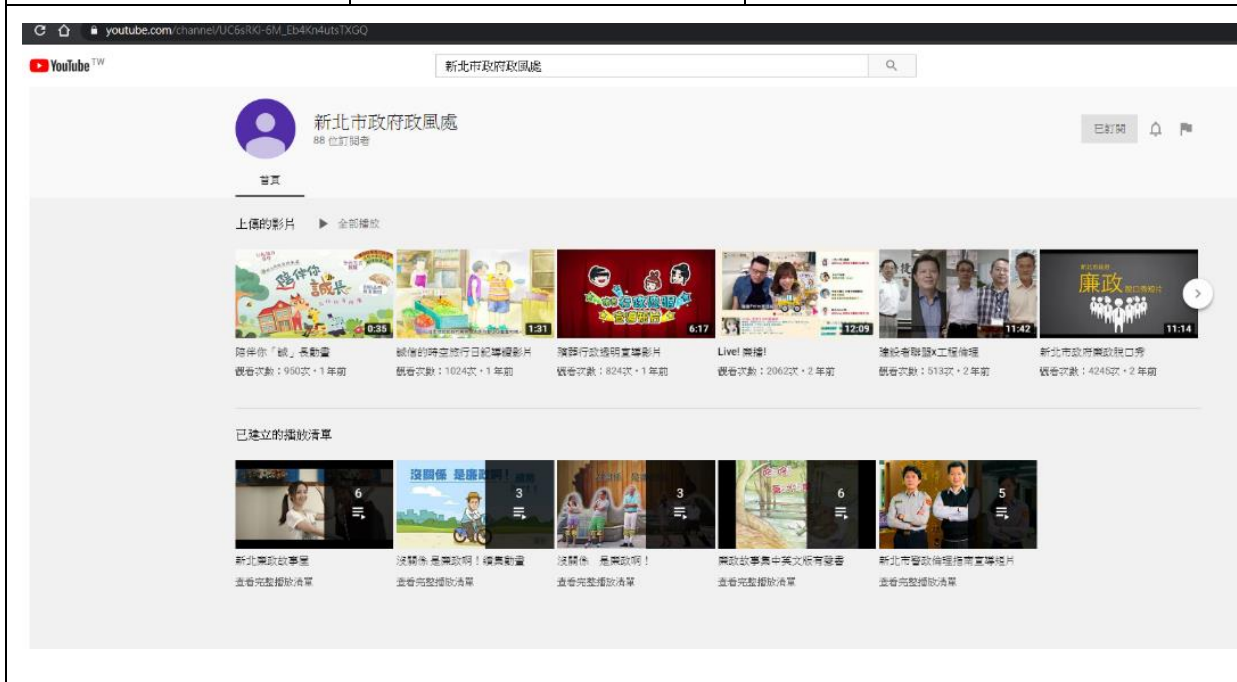 youtube.com/channel/UC6sRKl-6M_Eb4Kn4utsTXGQ
YouTube TW
新北市政府政風處
新北市政府政風處
88 位訂閱者
已訂閱
首頁
上傳的影片 ▶ 全部播放
陪伴你
誠長
廉政
0:35
1:31
6:17
12:09
11:42
11:14
陪伴你「誠」長動畫
誠信的時空旅行日記導讀影片
殯葬行政透明宣導影片
Live! 廉播!
建設者聯盟x工程倫理
新北市政府廉政脫口秀
觀看次數：950次・1 年前
觀看次數：1024次・1 年前
觀看次數：824次・1 年前
觀看次數：2062次・2 年前
觀看次數：513次・2 年前
觀看次數：4245次・2 年前
已建立的播放清單
沒關係 是廉政啊！
6
3
3
6
5
新北廉政故事屋
沒關係 是廉政啊！續集動畫
沒關係 是廉政啊！
廉政故事集中英文版有聲書
新北市警政倫理指南宣導短片
查看完整播放清單
查看完整播放清單
查看完整播放清單
查看完整播放清單
查看完整播放清單